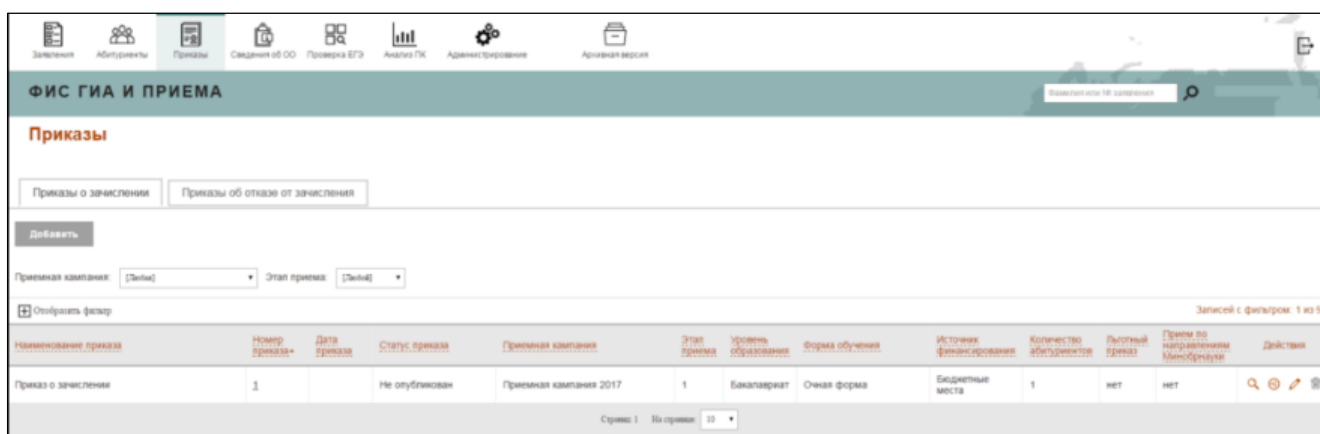 Заявления Абитуриенты Приказы Сведения об ОО Проверка ЕГЭ Анализ ПК Администрирование Архивная версия
ФИС ГИА И ПРИЕМА Фамилия или № заявления
Приказы
Приказы о зачислении Приказы об отказе от зачисления
Добавить
Приемная кампания: [Любая] Этап приема: [Любой]
Отобразить фильтр Записей с фильтром: 1 из
Наименование приказа Номер приказа Дата приказа Статус приказа Приемная кампания Этап приема Уровень образования Форма обучения Источник финансирования Количество абитуриентов Льготный приказ Прием по направлениям Минобрнауки Действия
Приказ о зачислении 1 Не опубликован Приемная кампания 2017 1 Бакалавриат Очная форма Бюджетные места 1 нет нет
Страница: 1 На странице: 10